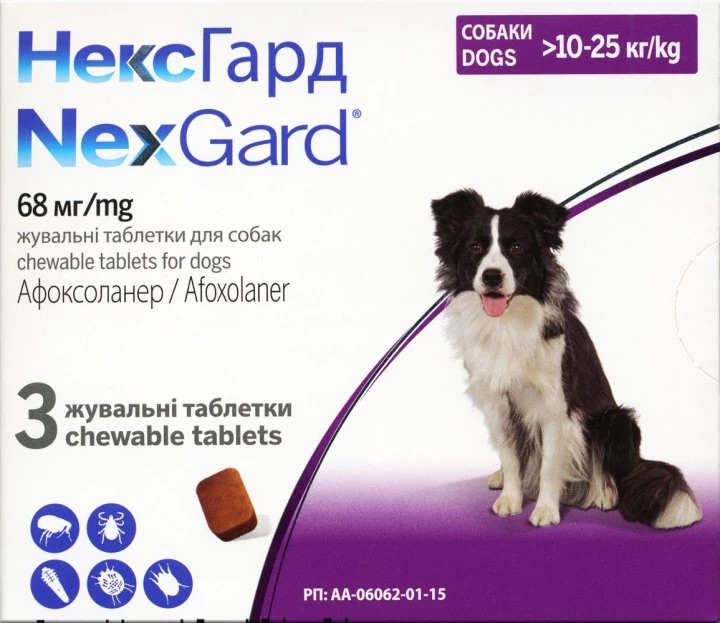 НексГард
NexGard®
СОБАКИ
DOGS
>10-25 кг/kg
68 мг/mg
жувальні таблетки для собак
chewable tablets for dogs
Афоксоланер / Afoxolaner
3 жувальні таблетки
chewable tablets
РП: АА-06062-01-15